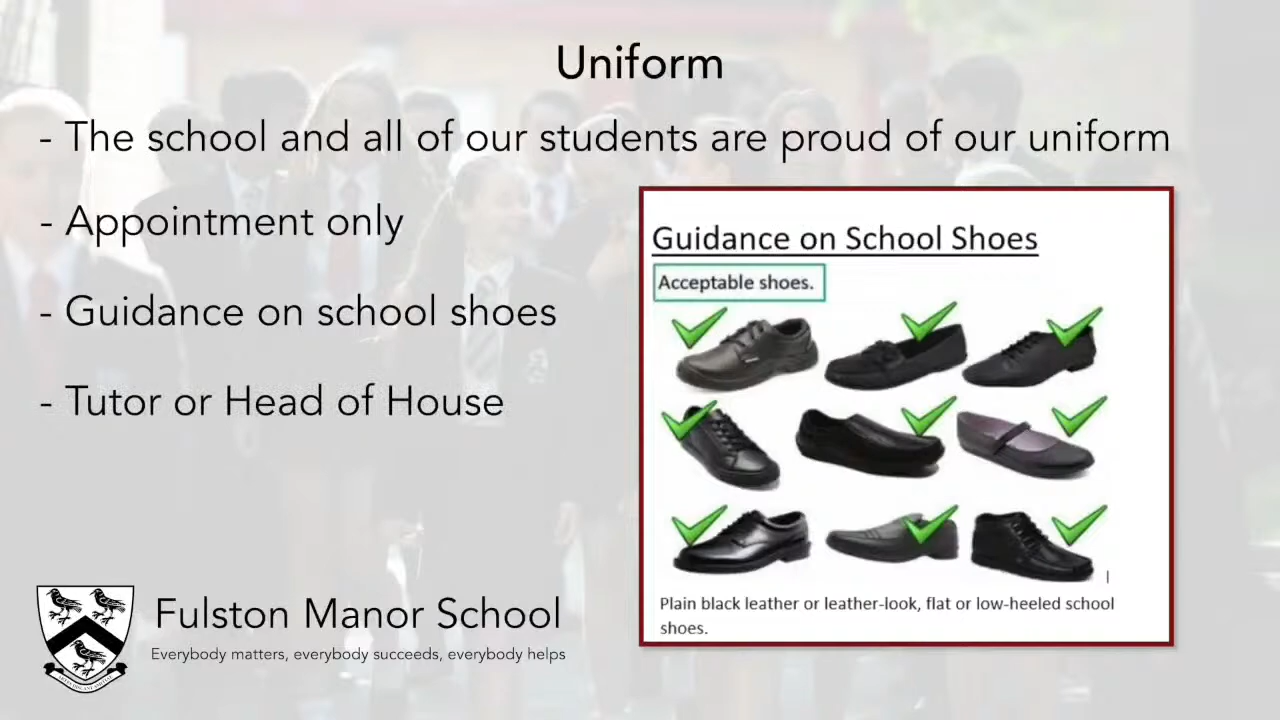 Uniform
- The school and all of our students are proud of our uniform
- Appointment only
- Guidance on school shoes
- Tutor or Head of House
Guidance on School Shoes
Acceptable shoes.
Plain black leather or leather-look, flat or low-heeled school
shoes.
Fulston Manor School
Everybody matters, everybody succeeds, everybody helps